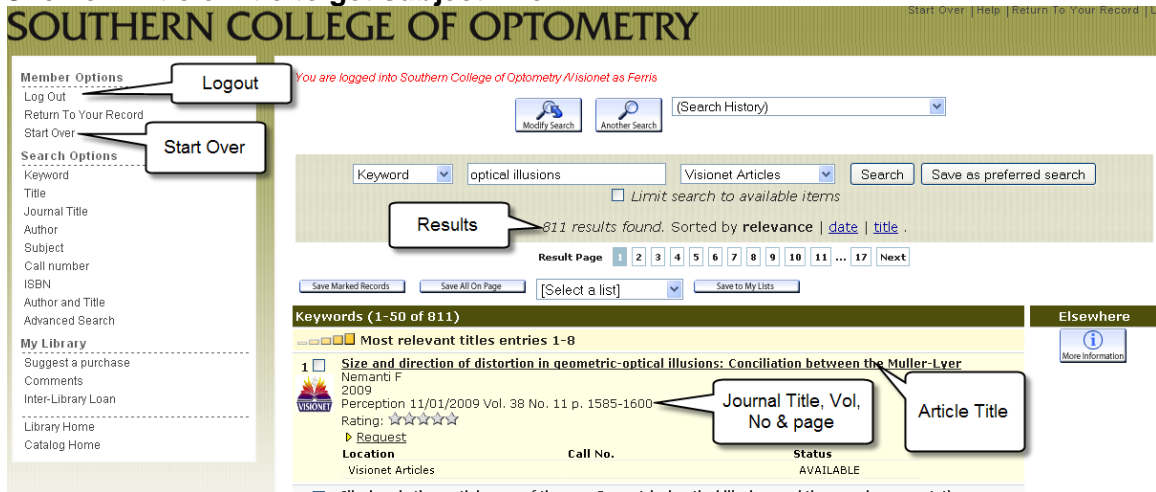 SOUTHERN COLLEGE OF OPTOMETRY
Start Over | Help | Return To Your Record |
Member Options
Log Out
Return To Your Record
Start Over
Search Options
Keyword
Title
Journal Title
Author
Subject
Call number
ISBN
Author and Title
Advanced Search
My Library
Suggest a purchase
Comments
Inter-Library Loan
Library Home
Catalog Home
Logout
Start Over
You are logged into Southern College of Optometry /Visionet as Ferris
Modify Search Another Search (Search History)
Keyword optical illusions Visionet Articles Search Save as preferred search
Limit search to available items
Results
811 results found. Sorted by relevance | date | title .
Result Page 1 2 3 4 5 6 7 8 9 10 11 ... 17 Next
Save Marked Records Save All On Page [Select a list] Save to My Lists
Keywords (1-50 of 811)
Most relevant titles entries 1-8
1 Size and direction of distortion in geometric-optical illusions: Conciliation between the Muller-Lyer
Nemanti F
2009
VISIONET
Perception 11/01/2009 Vol. 38 No. 11 p. 1585-1600
Rating:
Request
Location Call No. Status
Visionet Articles AVAILABLE
Journal Title, Vol,
No & page
Article Title
Elsewhere
More Information